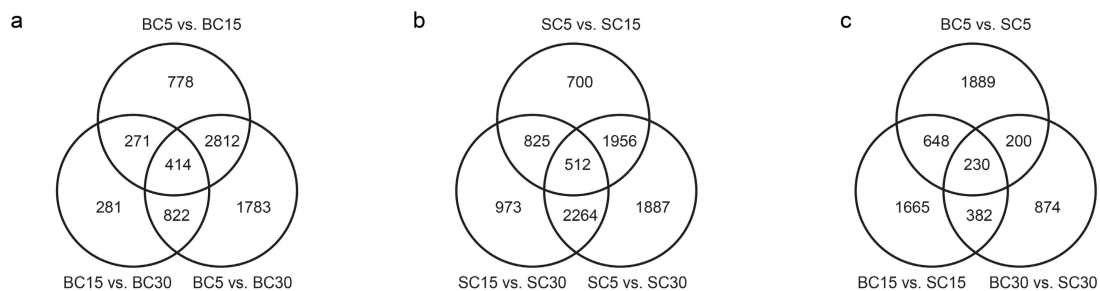 a
BC5 vs. BC15
778
271
2812
414
281
822
1783
BC15 vs. BC30
BC5 vs. BC30
b
SC5 vs. SC15
700
825
1956
512
973
2264
1887
SC15 vs. SC30
SC5 vs. SC30
c
BC5 vs. SC5
1889
648
200
230
1665
382
874
BC15 vs. SC15
BC30 vs. SC30